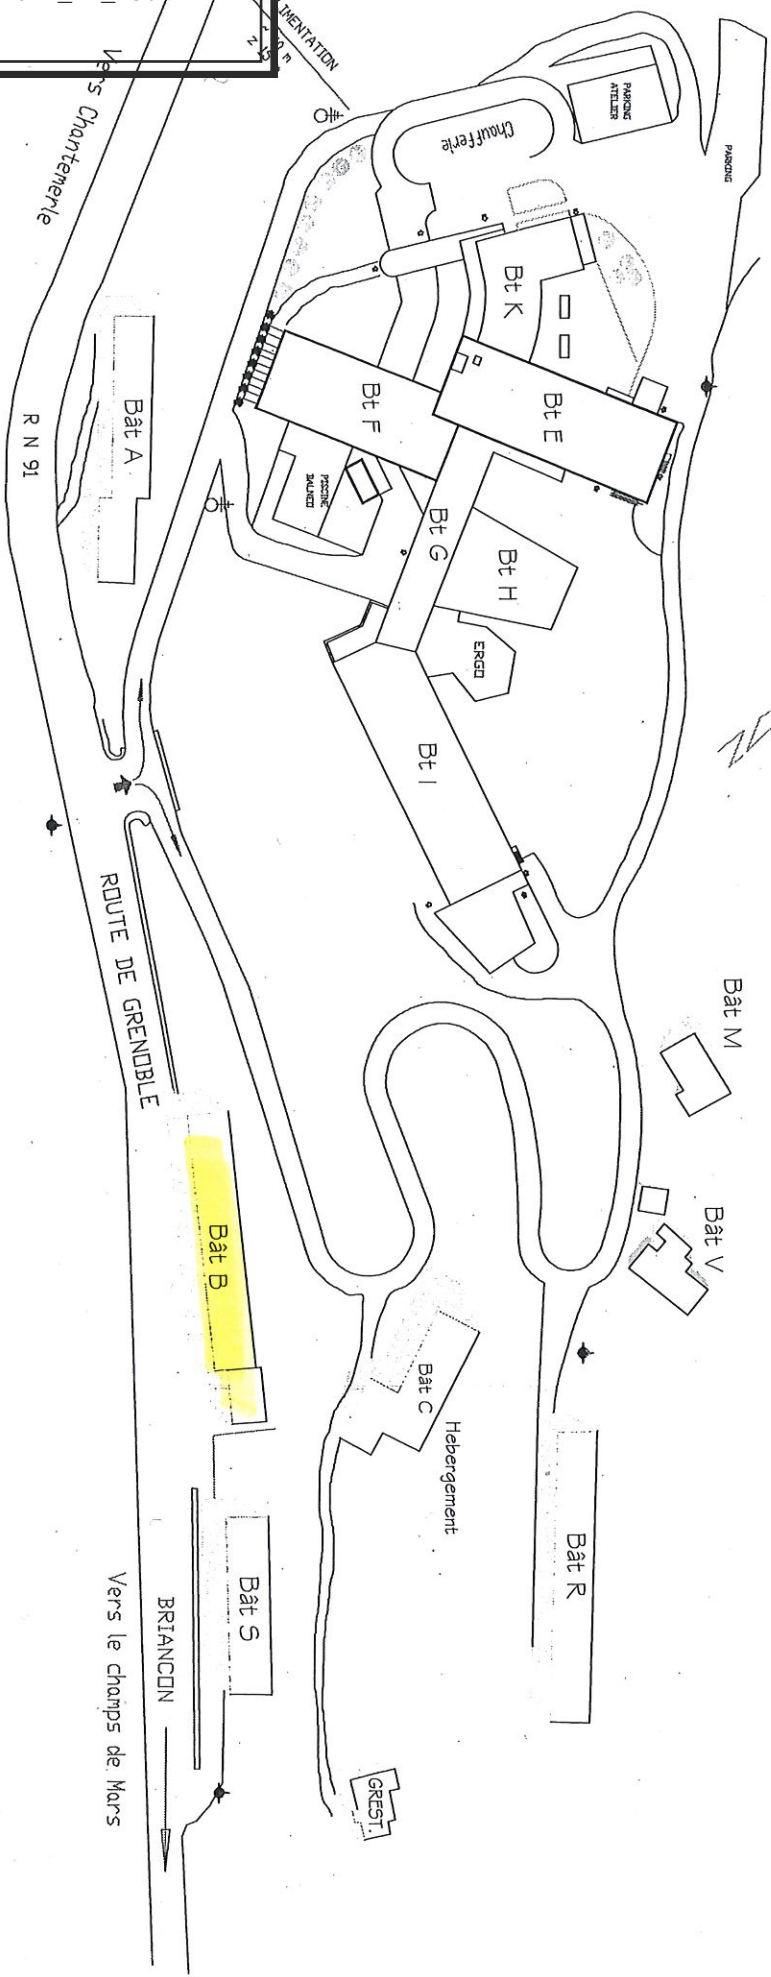 IMENTATION
Vers Chantemerle
Chaufferie
PARKING
ATELIER
PARKING
Bt K
Bt E
Bt F
PISCINE
BALNEO
Bt G
Bt H
ERGO
Bt I
Bât A
R N 91
ROUTE DE GRENOBLE
Bât M
Bât V
Bât B
Bât C
Hebergement
Bât R
Bât S
GREST.
BRIANCON
Vers le champs de Mars